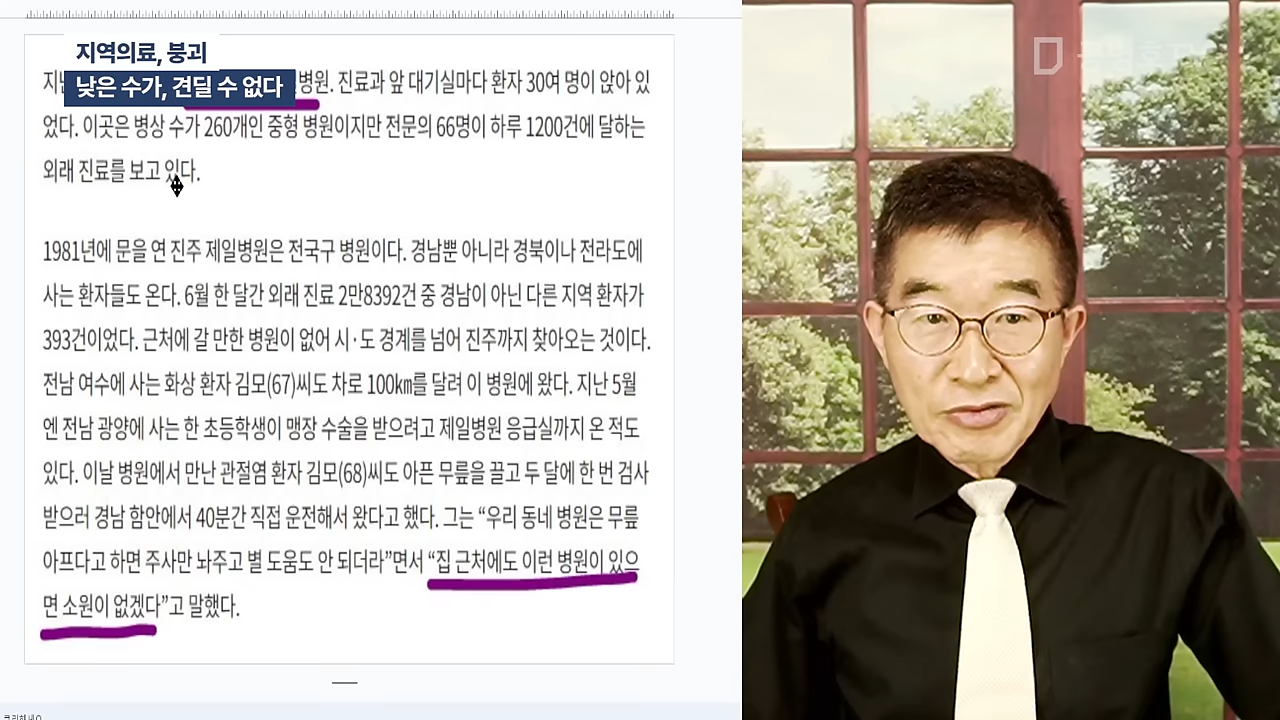 지역의료, 붕괴
낮은 수가, 견딜 수 없다
병원. 진료과 앞 대기실마다 환자 30여 명이 앉아 있
었다. 이곳은 병상 수가 260개인 중형 병원이지만 전문의 66명이 하루 1200건에 달하는
외래 진료를 보고 있다.
1981년에 문을 연 진주 제일병원은 전국구 병원이다. 경남뿐 아니라 경북이나 전라도에
사는 환자들도 온다. 6월 한 달간 외래 진료 2만8392건 중 경남이 아닌 다른 지역 환자가
393건이었다. 근처에 갈 만한 병원이 없어 시·도 경계를 넘어 진주까지 찾아오는 것이다.
전남 여수에 사는 화상 환자 김모(67)씨도 차로 100㎞를 달려 이 병원에 왔다. 지난 5월
엔 전남 광양에 사는 한 초등학생이 맹장 수술을 받으려고 제일병원 응급실까지 온 적도
있다. 이날 병원에서 만난 관절염 환자 김모(68)씨도 아픈 무릎을 끌고 두 달에 한 번 검사
받으러 경남 함안에서 40분간 직접 운전해서 왔다고 했다. 그는 “우리 동네 병원은 무릎
아프다고 하면 주사만 놔주고 별 도움도 안 되더라”면서 “집 근처에도 이런 병원이 있으
면 소원이 없겠다”고 말했다.